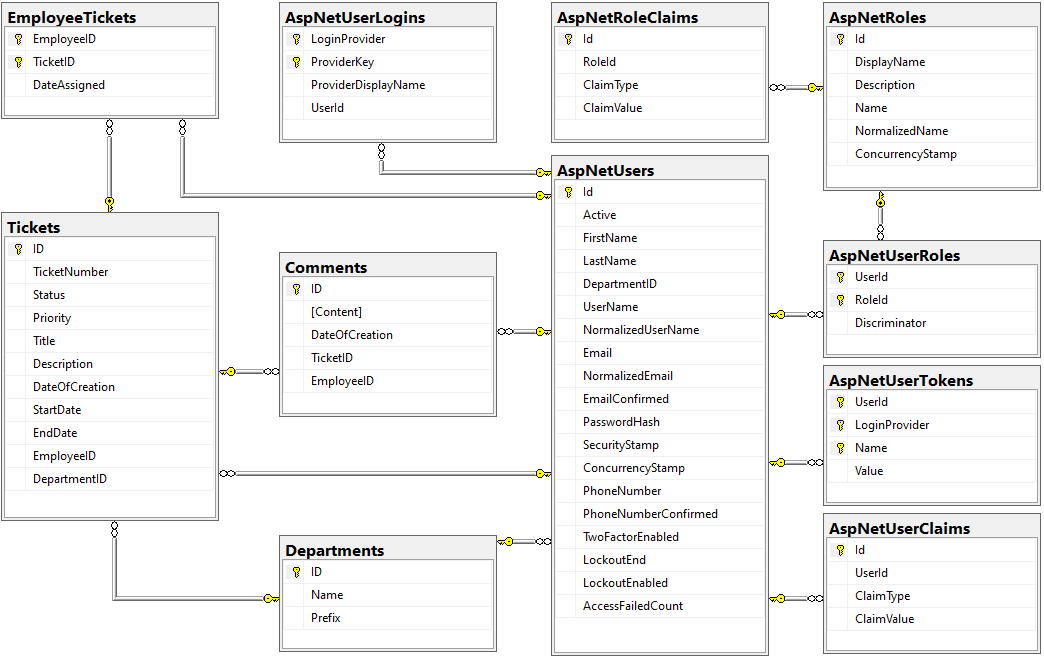 EmployeeTickets
EmployeeID
TicketID
DateAssigned
AspNetUserLogins
LoginProvider
ProviderKey
ProviderDisplayName
UserId
AspNetRoleClaims
Id
RoleId
ClaimType
ClaimValue
AspNetRoles
Id
DisplayName
Description
Name
NormalizedName
ConcurrencyStamp
Tickets
ID
TicketNumber
Status
Priority
Title
Description
DateOfCreation
StartDate
EndDate
EmployeeID
DepartmentID
Comments
ID
[Content]
DateOfCreation
TicketID
EmployeeID
Departments
ID
Name
Prefix
AspNetUsers
Id
Active
FirstName
LastName
DepartmentID
UserName
NormalizedUserName
Email
NormalizedEmail
EmailConfirmed
PasswordHash
SecurityStamp
ConcurrencyStamp
PhoneNumber
PhoneNumberConfirmed
TwoFactorEnabled
LockoutEnd
LockoutEnabled
AccessFailedCount
AspNetUserRoles
UserId
RoleId
Discriminator
AspNetUserTokens
UserId
LoginProvider
Name
Value
AspNetUserClaims
Id
UserId
ClaimType
ClaimValue